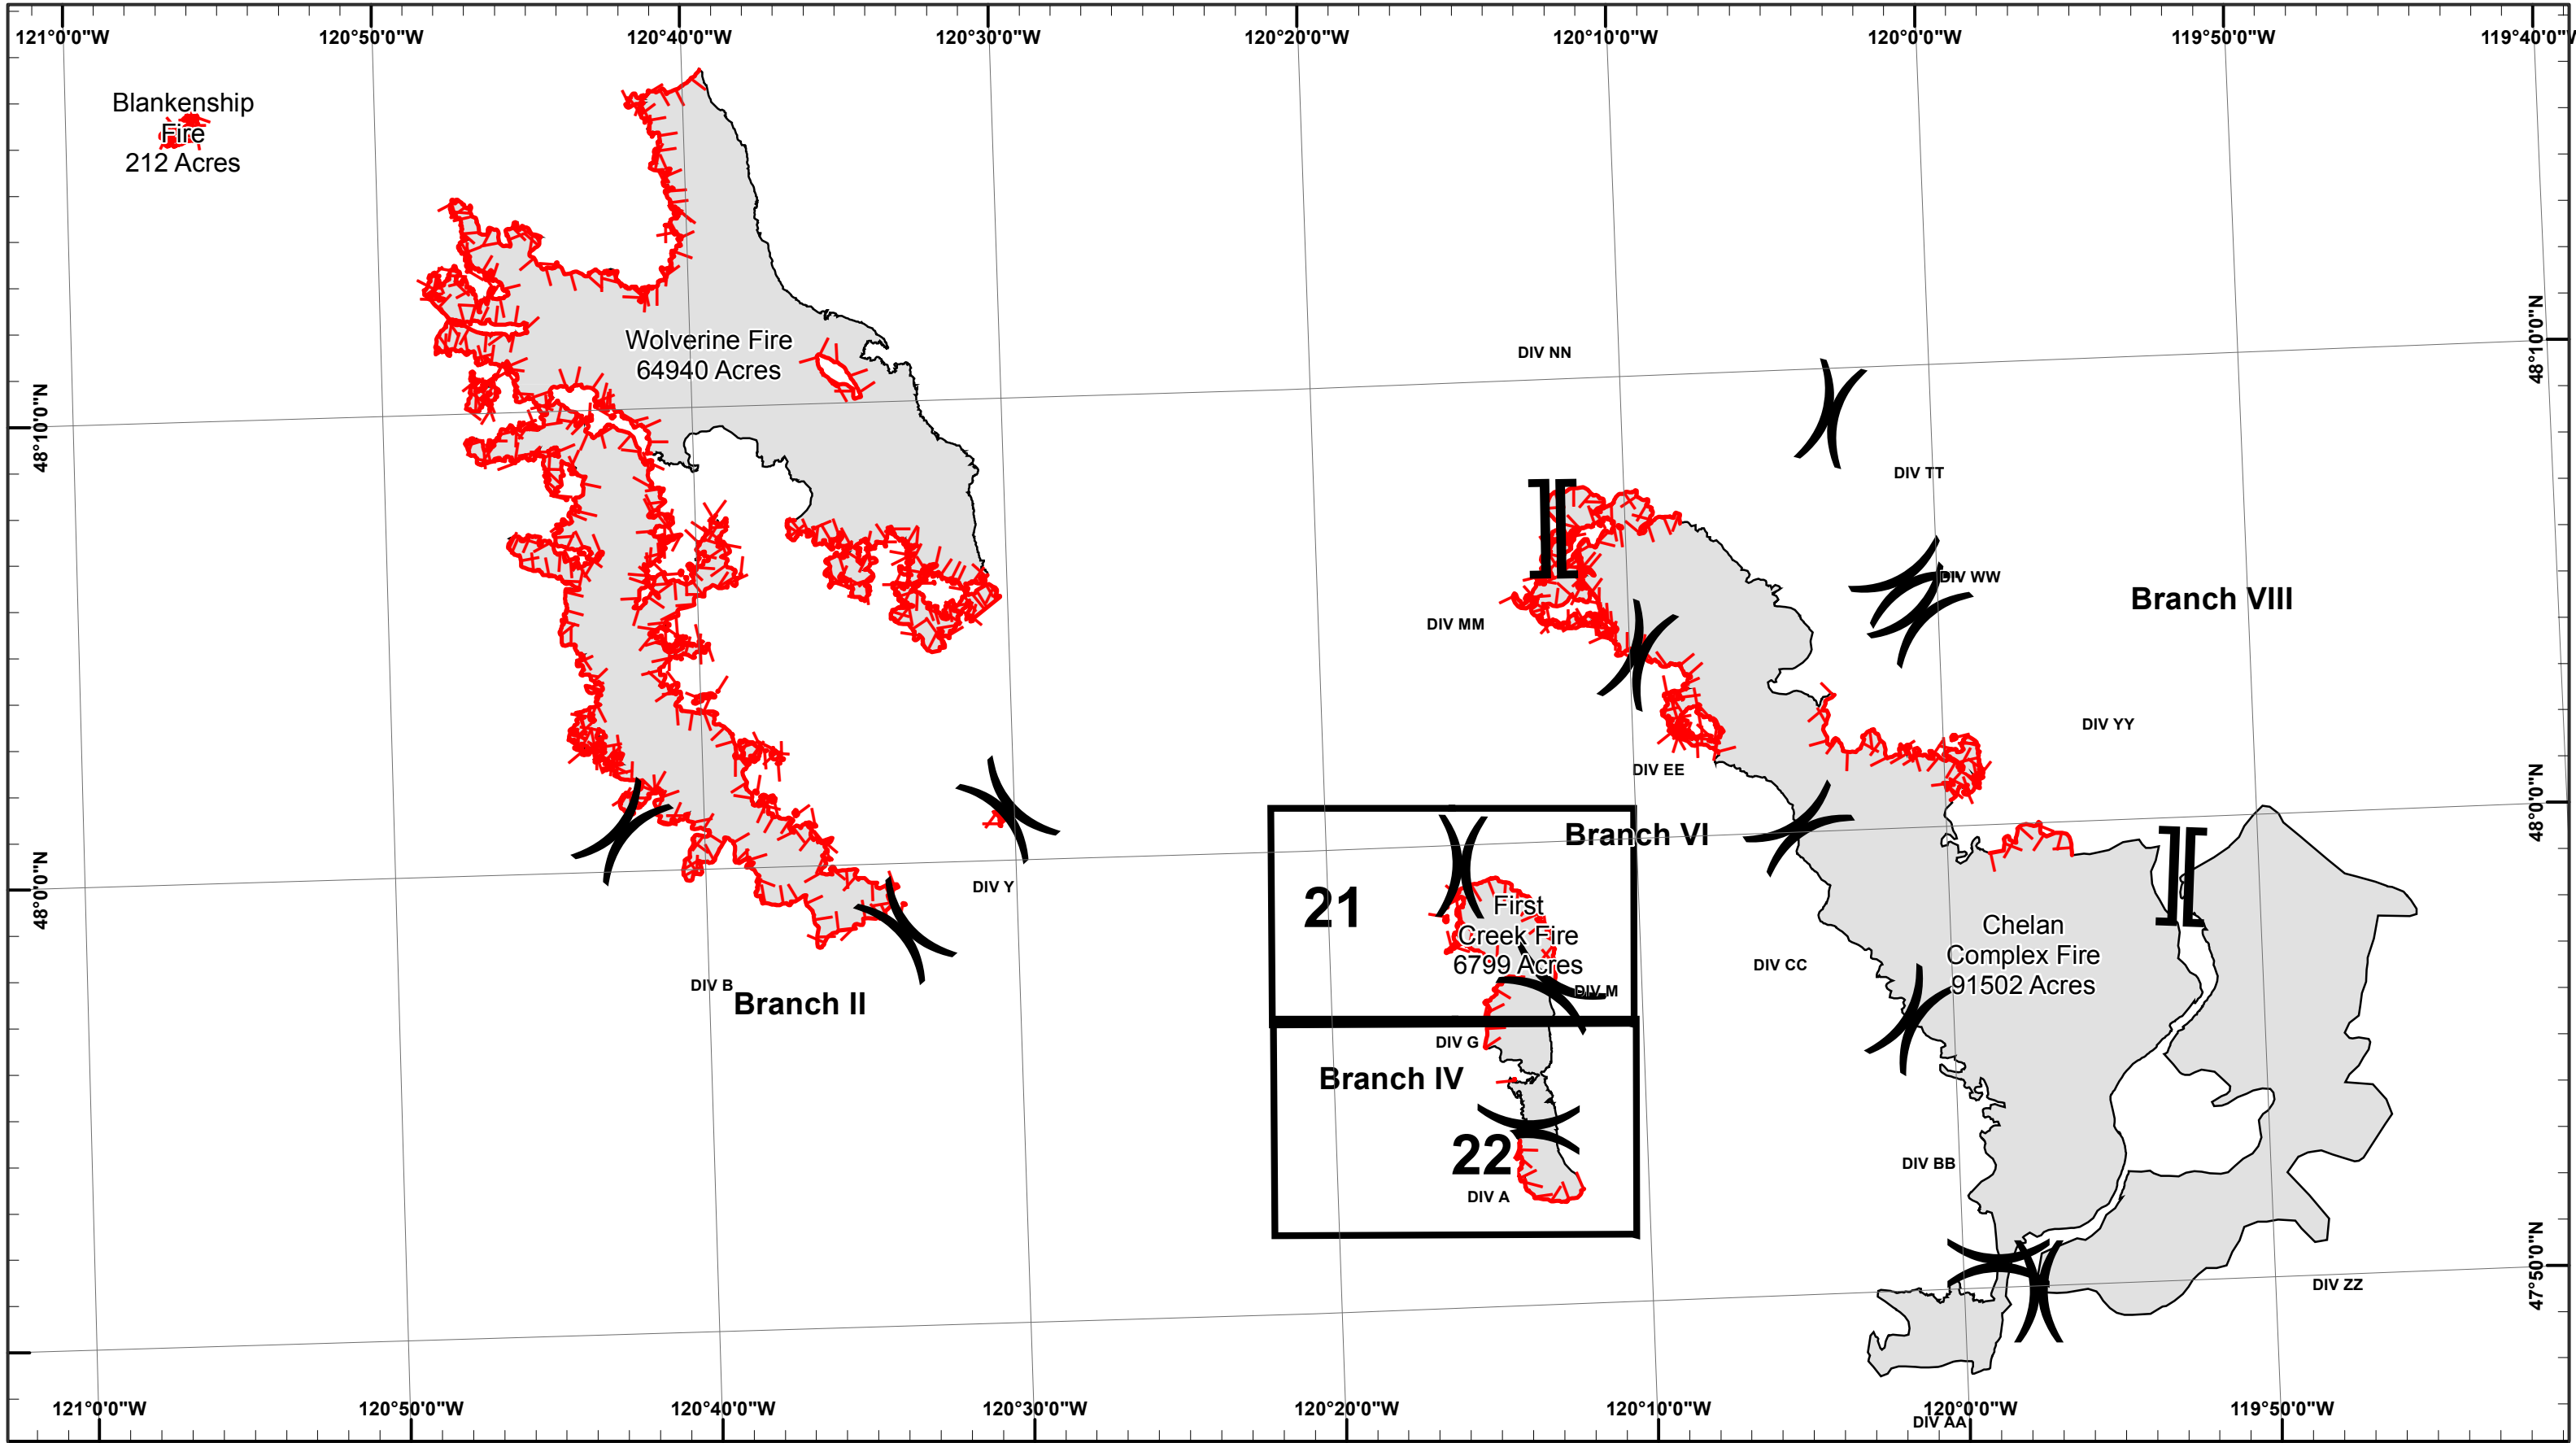 121°0'0"W
120°50'0"W
120°40'0"W
120°30'0"W
120°20'0"W
120°10'0"W
120°0'0"W
119°50'0"W
119°40'0"W
Blankenship
Fire
212 Acres
Wolverine Fire
64940 Acres
48°10'0"N
48°10'0"N
DIV NN
DIV TT
DIV WW
Branch VIII
DIV MM
DIV YY
DIV EE
Branch VI
48°0'0"N
48°0'0"N
DIV Y
21
First
Creek Fire
6799 Acres
DIV M
Chelan
Complex Fire
91502 Acres
DIV CC
DIV B
Branch II
DIV G
Branch IV
22
DIV A
DIV BB
47°50'0"N
DIV ZZ
121°0'0"W
120°50'0"W
120°40'0"W
120°30'0"W
120°20'0"W
120°10'0"W
120°0'0"W
119°50'0"W
DIV AA